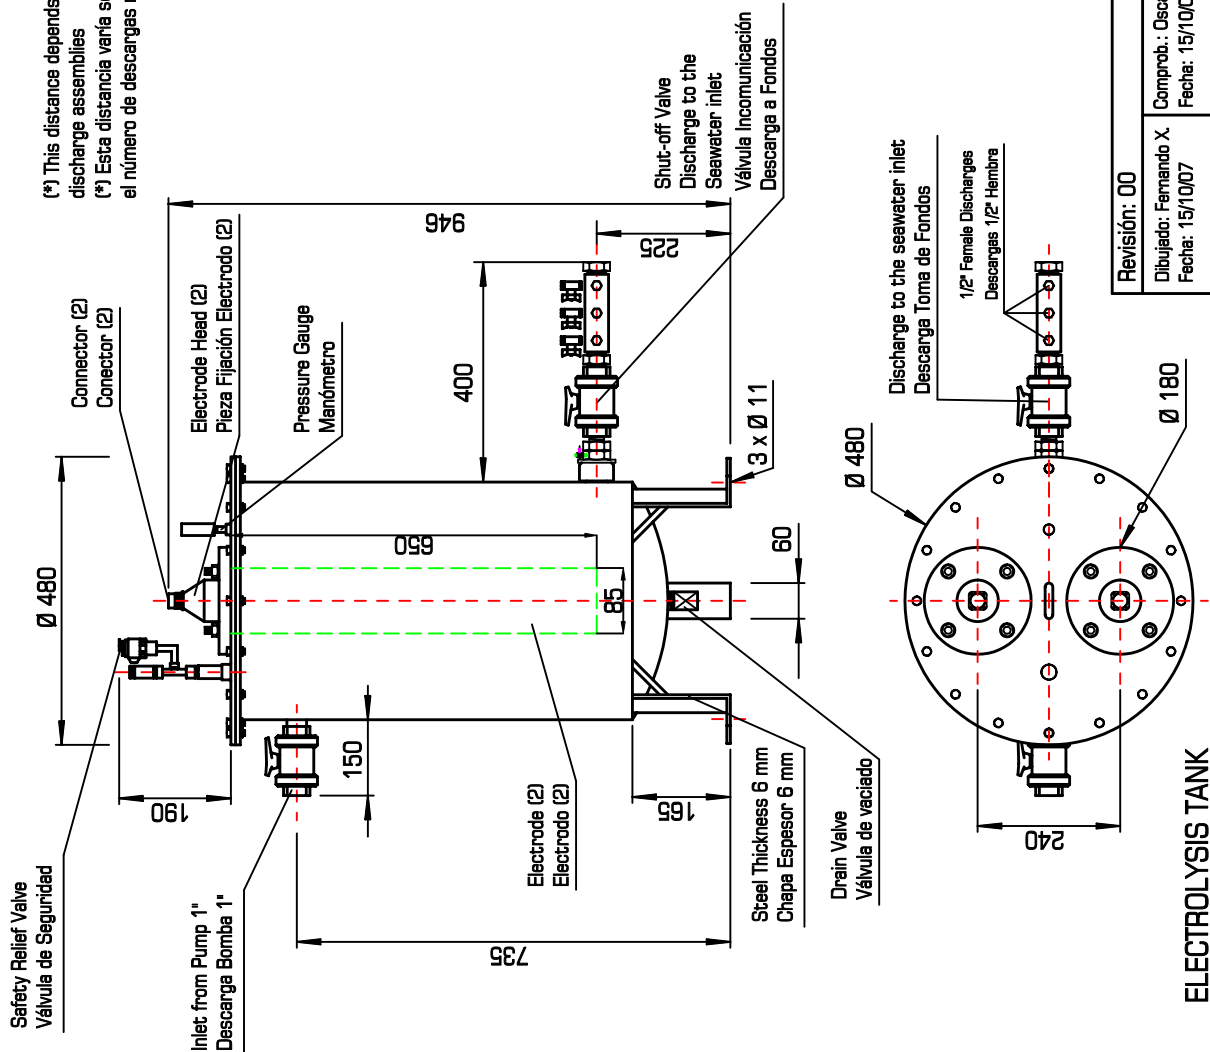 (*) This distance depends
discharge assemblies
(*) Esta distancia varía
el número de descargas
Connector (2)
Conector (2)
Electrode Head (2)
Pieza Fijación Electrodo (2)
Pressure Gauge
Manómetro
Shut-off Valve
Discharge to the
Seawater inlet
Válvula Incomunicación
Descarga a Fondos
Safety Relief Valve
Válvula de Seguridad
Inlet from Pump 1"
Descarga Bomba 1"
Electrode (2)
Electrodo (2)
Steel Thickness 6 mm
Chapa Espesor 6 mm
Drain Valve
Válvula de vaciado
Ø 480
946
225
400
650
85
60
3 x Ø 11
190
150
165
735
Discharge to the seawater inlet
Descarga Toma de Fondos
1/2" Female Discharges
Descargas 1/2" Hembra
Ø 480
Ø 180
240
ELECTROLYSIS TANK
Revisión: 00
Dibujado: Fernando X.
Fecha: 15/10/07
Comprob.: Osca
Fecha: 15/10/0